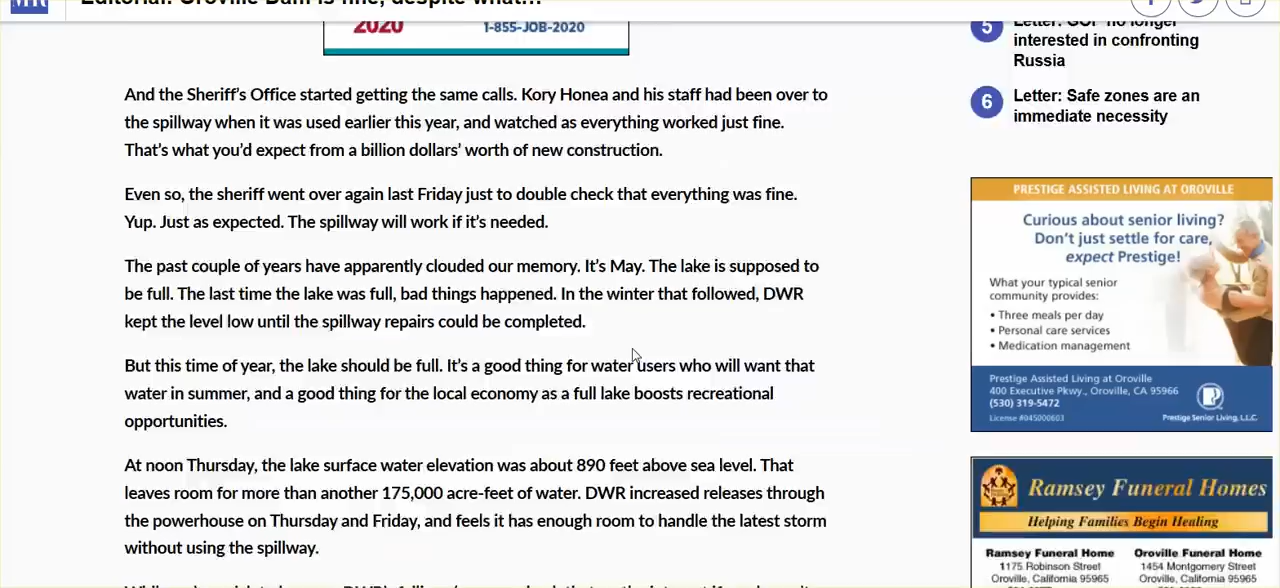 MR
Editorial: Oroville Dam is fine, despite what...
2020
1-855-JOB-2020
And the Sheriff's Office started getting the same calls. Kory Honea and his staff had been over to
the spillway when it was used earlier this year, and watched as everything worked just fine.
That's what you'd expect from a billion dollars' worth of new construction.
Even so, the sheriff went over again last Friday just to double check that everything was fine.
Yup. Just as expected. The spillway will work if it's needed.
The past couple of years have apparently clouded our memory. It's May. The lake is supposed to
be full. The last time the lake was full, bad things happened. In the winter that followed, DWR
kept the level low until the spillway repairs could be completed.
But this time of year, the lake should be full. It's a good thing for water users who will want that
water in summer, and a good thing for the local economy as a full lake boosts recreational
opportunities.
At noon Thursday, the lake surface water elevation was about 890 feet above sea level. That
leaves room for more than another 175,000 acre-feet of water. DWR increased releases through
the powerhouse on Thursday and Friday, and feels it has enough room to handle the latest storm
without using the spillway.
5
Letter: GOP no longer
interested in confronting
Russia
6
Letter: Safe zones are an
immediate necessity
PRESTIGE ASSISTED LIVING AT OROVILLE
Curious about senior living?
Don't just settle for care,
expect Prestige!
What your typical senior
community provides:
• Three meals per day
• Personal care services
• Medication management
Prestige Assisted Living at Oroville
400 Executive Pkwy., Oroville, CA 95966
(530) 319-5472
License #045000603
Prestige Senior Living, L.L.C.
Ramsey Funeral Homes
Helping Families Begin Healing
Ramsey Funeral Home
1175 Robinson Street
Oroville, California 95965
Oroville Funeral Home
1454 Montgomery Street
Oroville, California 95965